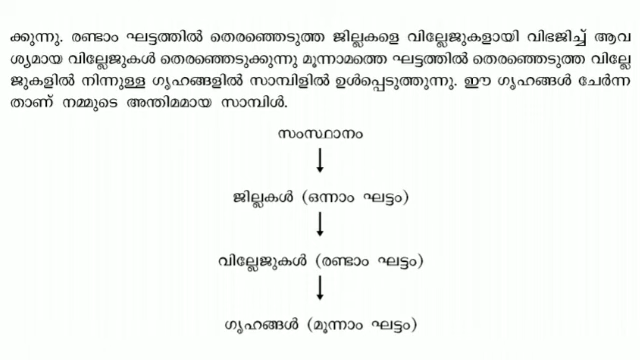 ക്കുന്നു. രണ്ടാം ഘട്ടത്തിൽ തെരഞ്ഞെടുത്ത ജില്ലകളെ വില്ലേജുകളായി വിഭജിച്ച് ആവ
ശ്യമായ വില്ലേജുകൾ തെരഞ്ഞെടുക്കുന്നു മൂന്നാമത്തെ ഘട്ടത്തിൽ തെരഞ്ഞെടുത്ത വില്ലേ
ജുകളിൽ നിന്നുള്ള ഗൃഹങ്ങളിൽ സാമ്പിളിൽ ഉൾപ്പെടുത്തുന്നു. ഈ ഗൃഹങ്ങൾ ചേർന്ന
താണ് നമ്മുടെ അന്തിമമായ സാമ്പിൾ.
സംസ്ഥാനം
ജില്ലകൾ (ഒന്നാം ഘട്ടം)
വില്ലേജുകൾ (രണ്ടാം ഘട്ടം)
ഗൃഹങ്ങൾ (മൂന്നാം ഘട്ടം)